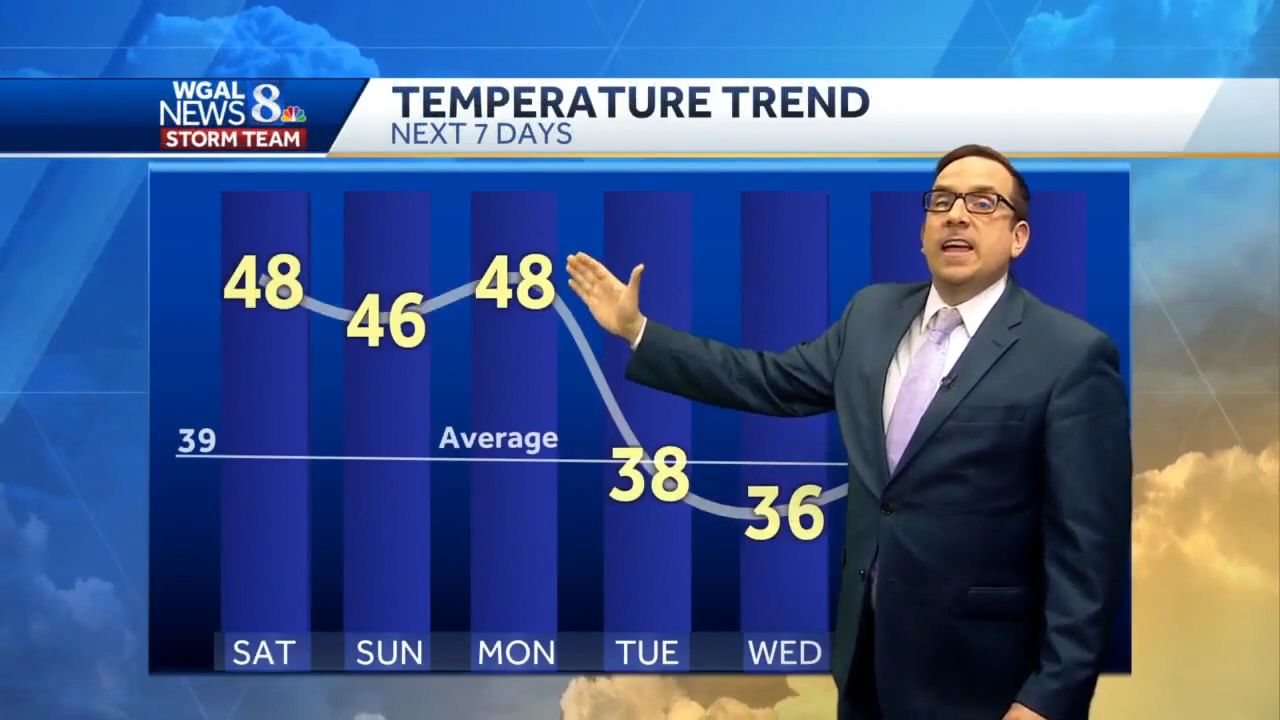 WGAL
NEWS 8
STORM TEAM
TEMPERATURE TREND
NEXT 7 DAYS
48
46
48
39
Average
38
36
SAT
SUN
MON
TUE
WED